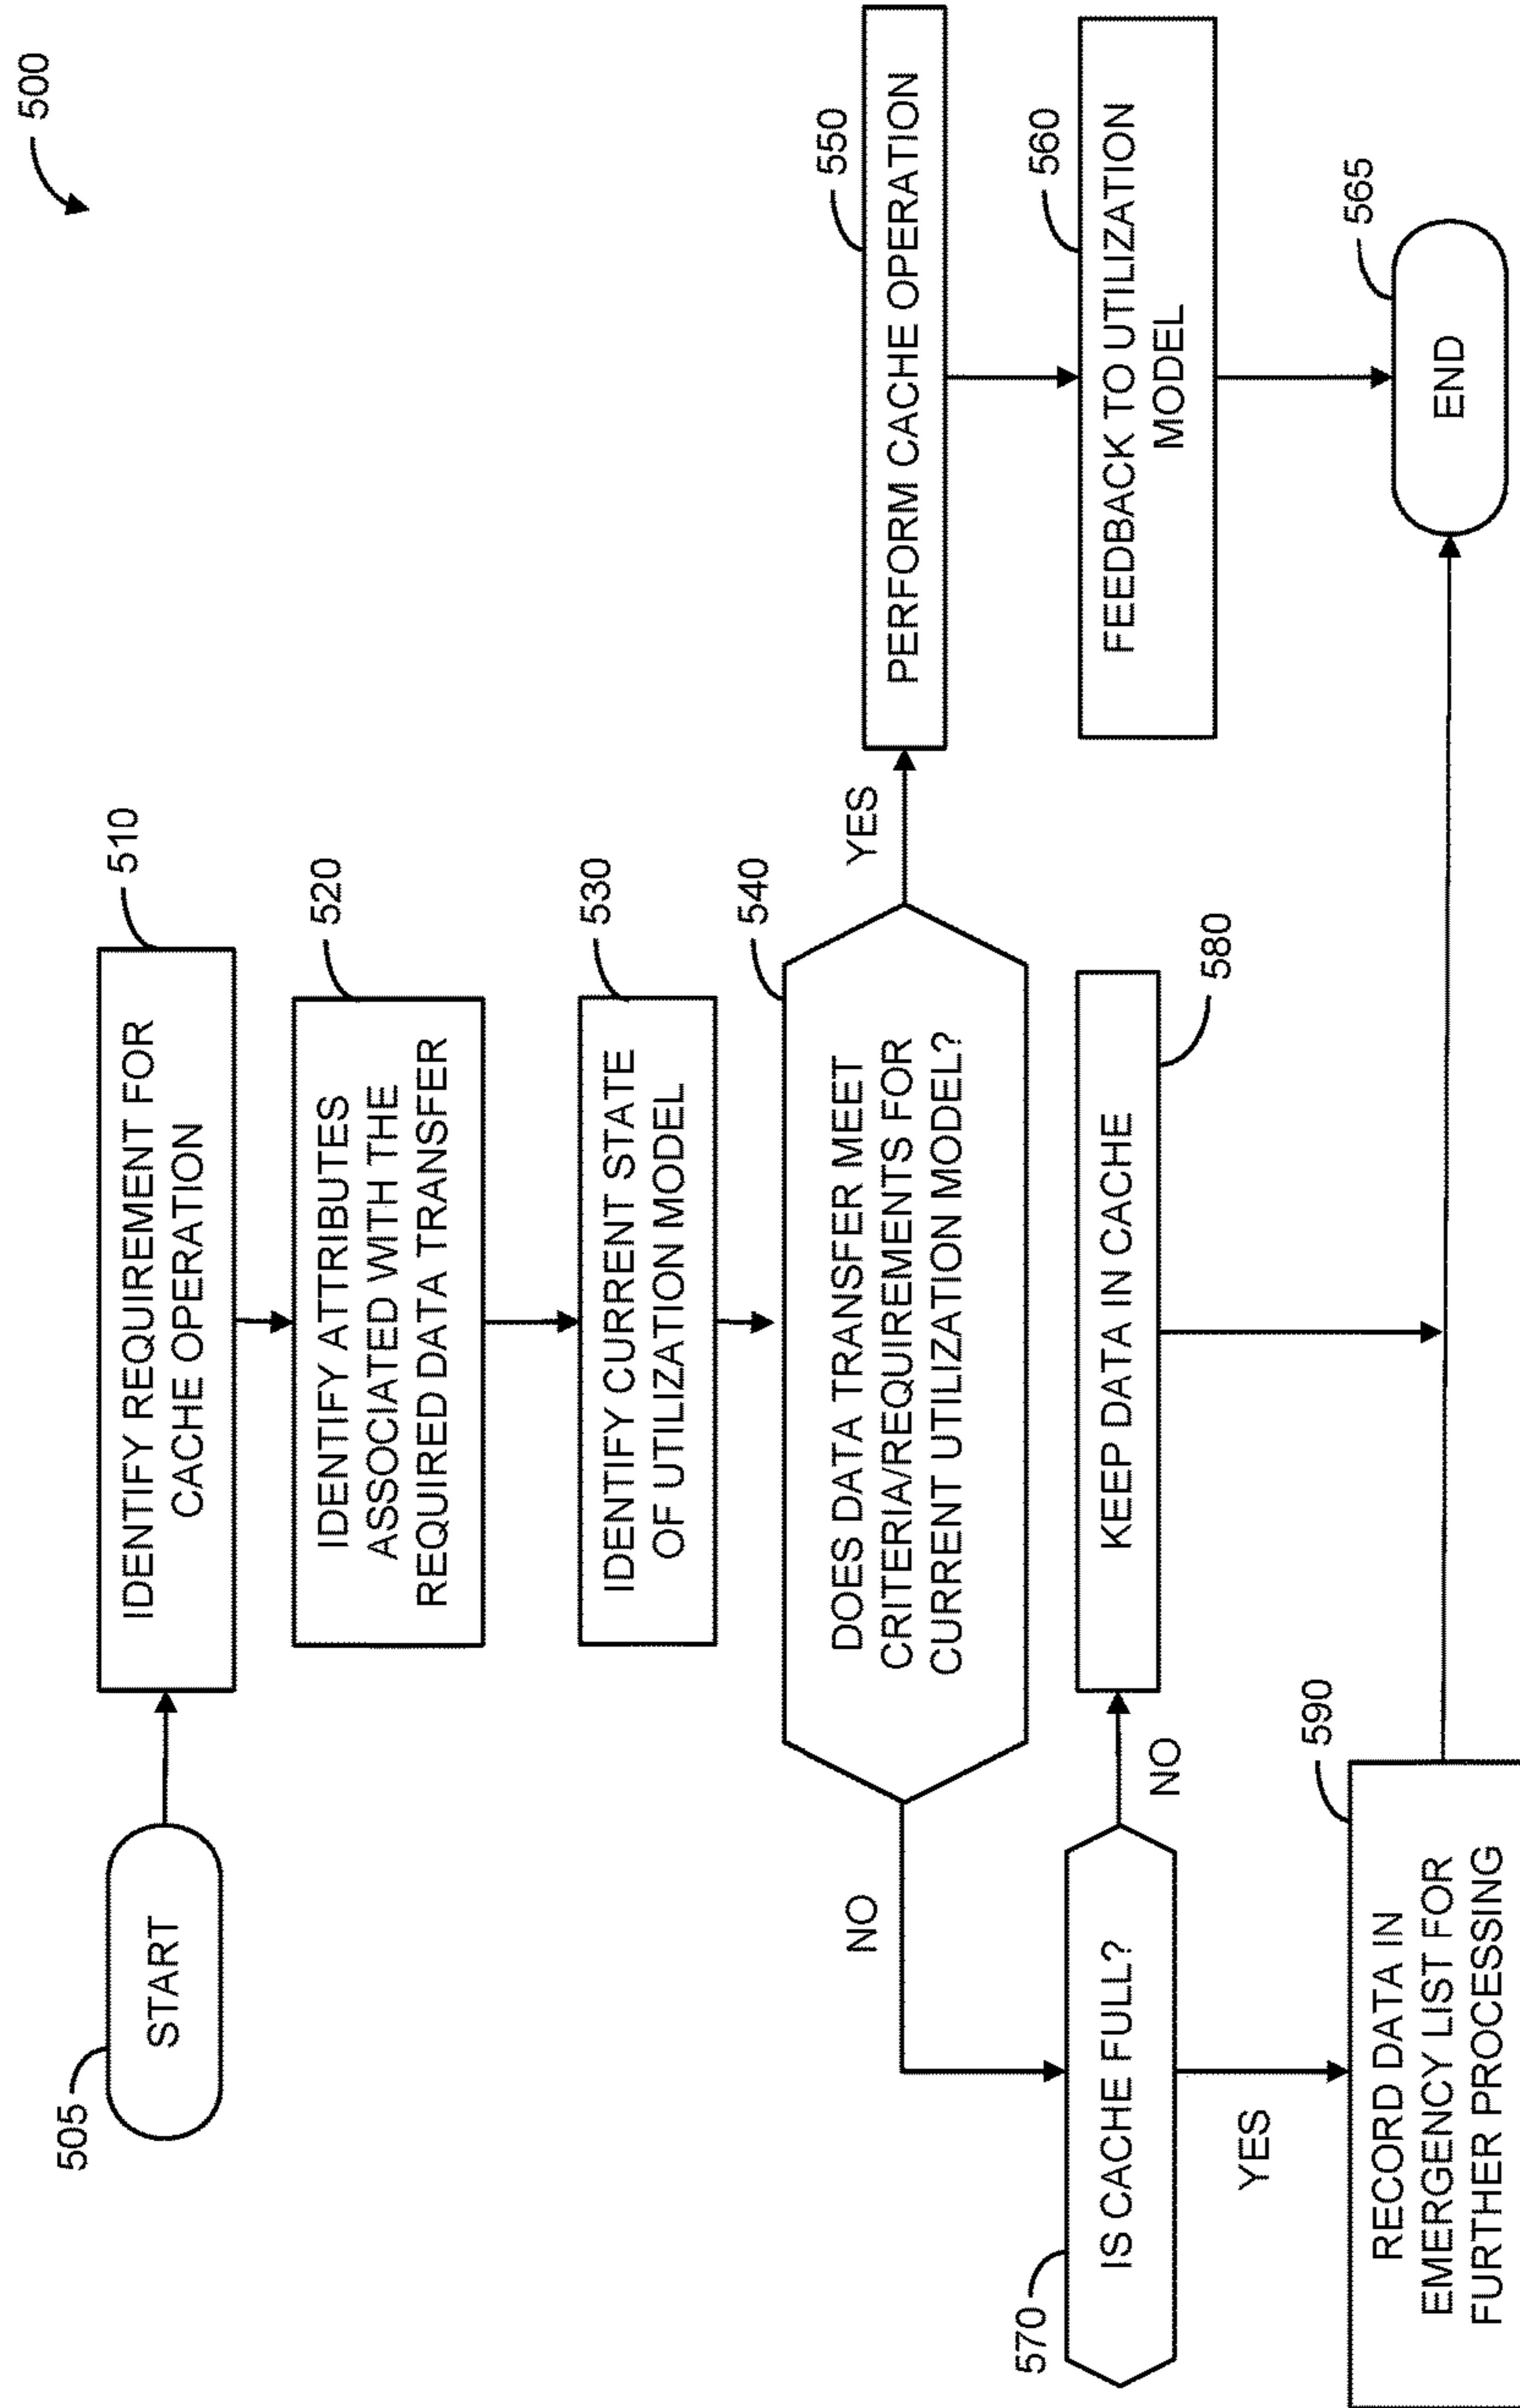 500
505
START
510
IDENTIFY REQUIREMENT FOR
CACHE OPERATION
520
IDENTIFY ATTRIBUTES
ASSOCIATED WITH THE
REQUIRED DATA TRANSFER
530
IDENTIFY CURRENT STATE
OF UTILIZATION MODEL
540
DOES DATA TRANSFER MEET
CRITERIA/REQUIREMENTS FOR
CURRENT UTILIZATION MODEL?
YES
550
PERFORM CACHE OPERATION
560
FEEDBACK TO UTILIZATION
MODEL
565
END
NO
570
IS CACHE FULL?
NO
580
KEEP DATA IN CACHE
YES
590
RECORD DATA IN
EMERGENCY LIST FOR
FURTHER PROCESSING